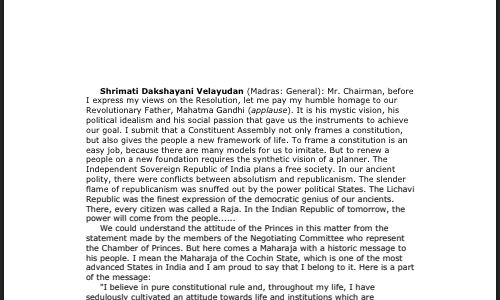 Shrimati Dakshayani Velayudan (Madras: General): Mr. Chairman, before
I express my views on the Resolution, let me pay my humble homage to our
Revolutionary Father, Mahatma Gandhi (applause). It is his mystic vision, his
political idealism and his social passion that gave us the instruments to achieve
our goal. I submit that a Constituent Assembly not only frames a constitution,
but also gives the people a new framework of life. To frame a constitution is an
easy job, because there are many models for us to imitate. But to renew a
people on a new foundation requires the synthetic vision of a planner. The
Independent Sovereign Republic of India plans a free society. In our ancient
polity, there were conflicts between absolutism and republicanism. The slender
flame of republicanism was snuffed out by the power political States. The Lichavi
Republic was the finest expression of the democratic genius of our ancients.
There, every citizen was called a Raja. In the Indian Republic of tomorrow, the
power will come from the people......
We could understand the attitude of the Princes in this matter from the
statement made by the members of the Negotiating Committee who represent
the Chamber of Princes. But here comes a Maharaja with a historic message to
his people. I mean the Maharaja of the Cochin State, which is one of the most
advanced States in India and I am proud to say that I belong to it. Here is a part
of the message:
"I believe in pure constitutional rule and, throughout my life, I have
sedulously cultivated an attitude towards life and institutions which are